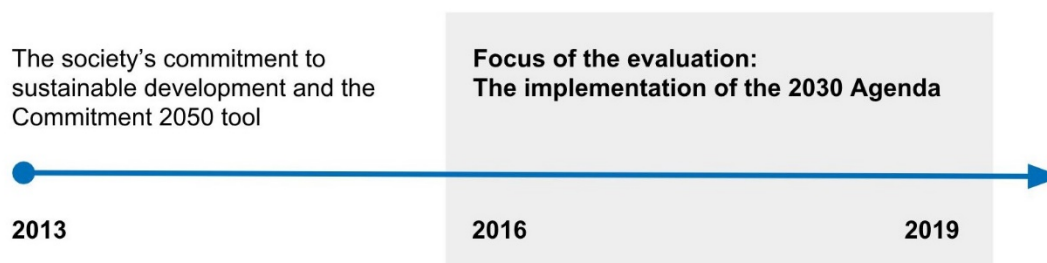 The society’s commitment to
sustainable development and the
Commitment 2050 tool
Focus of the evaluation:
The implementation of the 2030 Agenda
2013
2016
2019